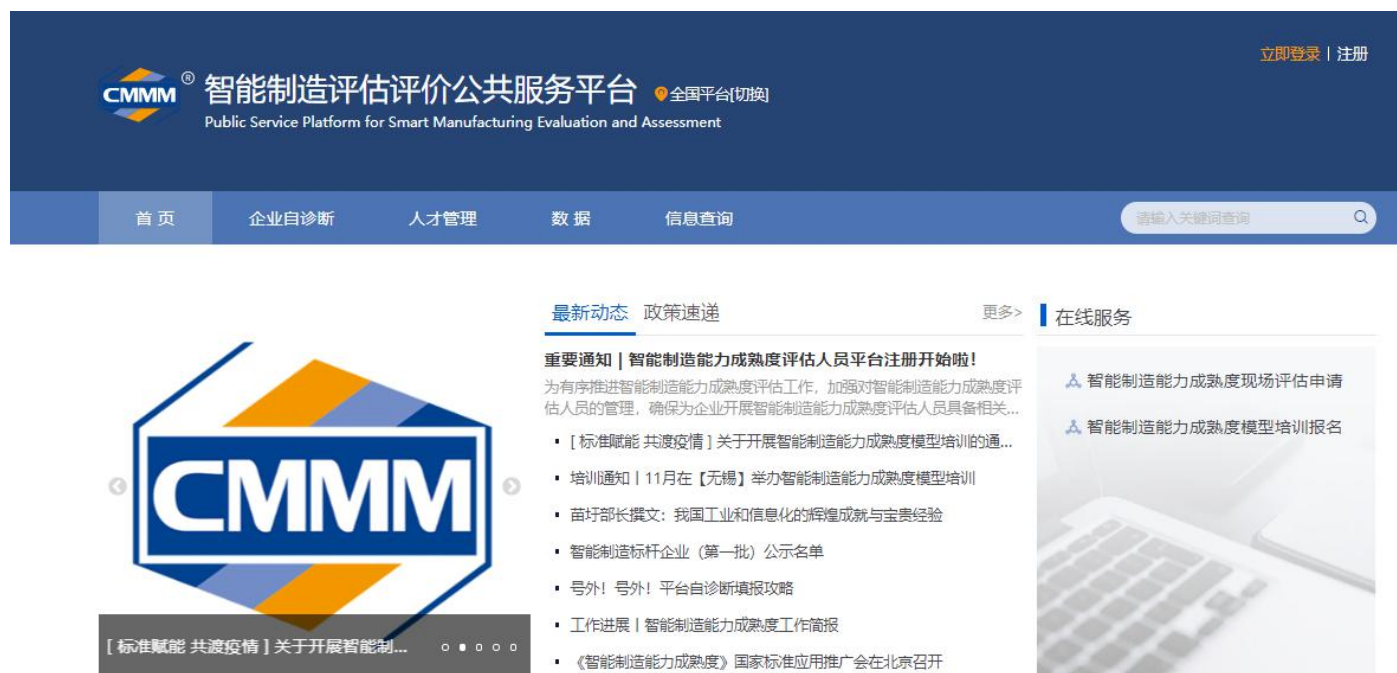 立即登录 | 注册
CMMM®
智能制造评估评价公共服务平台
全国平台[切换]
Public Service Platform for Smart Manufacturing Evaluation and Assessment
首 页
企业自诊断
人才管理
数 据
信息查询
请输入关键词查询
最新动态
政策速递
更多>
在线服务
CMMM
[ 标准赋能 共渡疫情 ] 关于开展智能制...
重要通知 | 智能制造能力成熟度评估人员平台注册开始啦！
为有序推进智能制造能力成熟度评估工作，加强对智能制造能力成熟度评
估人员的管理，确保为企业开展智能制造能力成熟度评估人员具备相关...
[ 标准赋能 共渡疫情 ] 关于开展智能制造能力成熟度模型培训的通...
培训通知 | 11月在【无锡】举办智能制造能力成熟度模型培训
苗圩部长撰文：我国工业和信息化的辉煌成就与宝贵经验
智能制造标杆企业（第一批）公示名单
号外！号外！平台自诊断填报攻略
工作进展 | 智能制造能力成熟度工作简报
《智能制造能力成熟度》国家标准应用推广会在北京召开
智能制造能力成熟度现场评估申请
智能制造能力成熟度模型培训报名